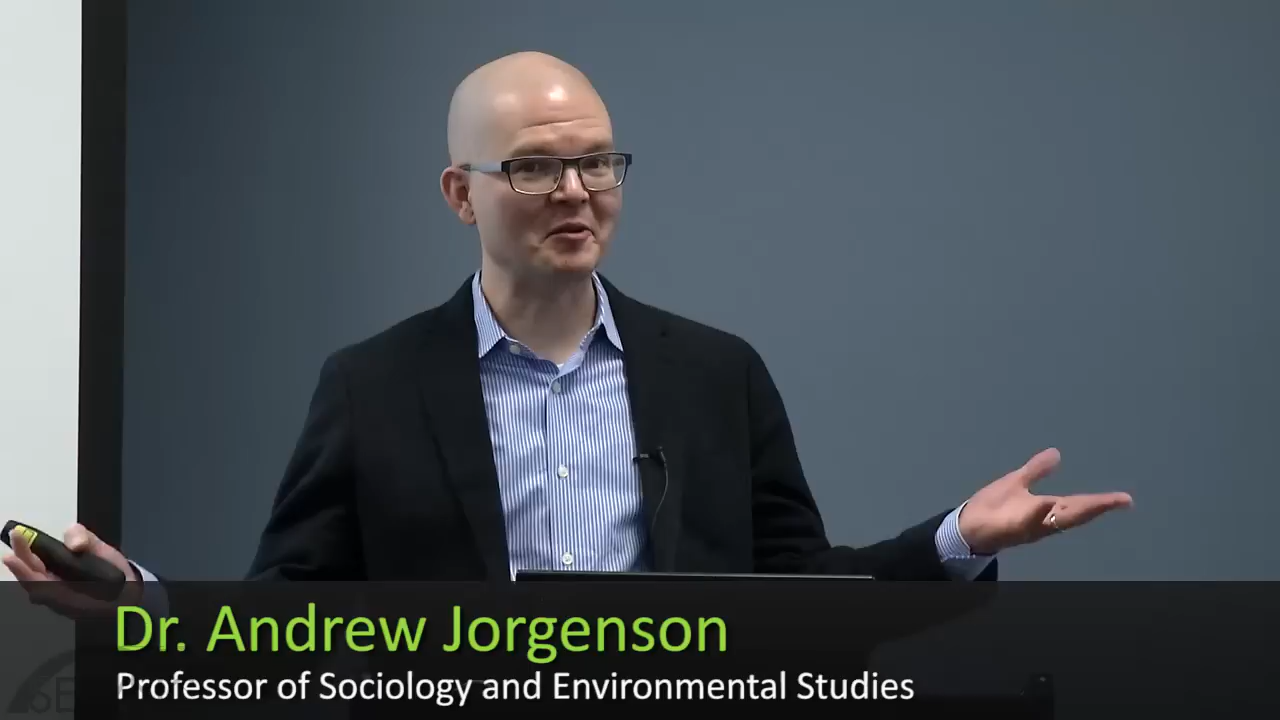 Dr. Andrew Jorgenson
Professor of Sociology and Environmental Studies